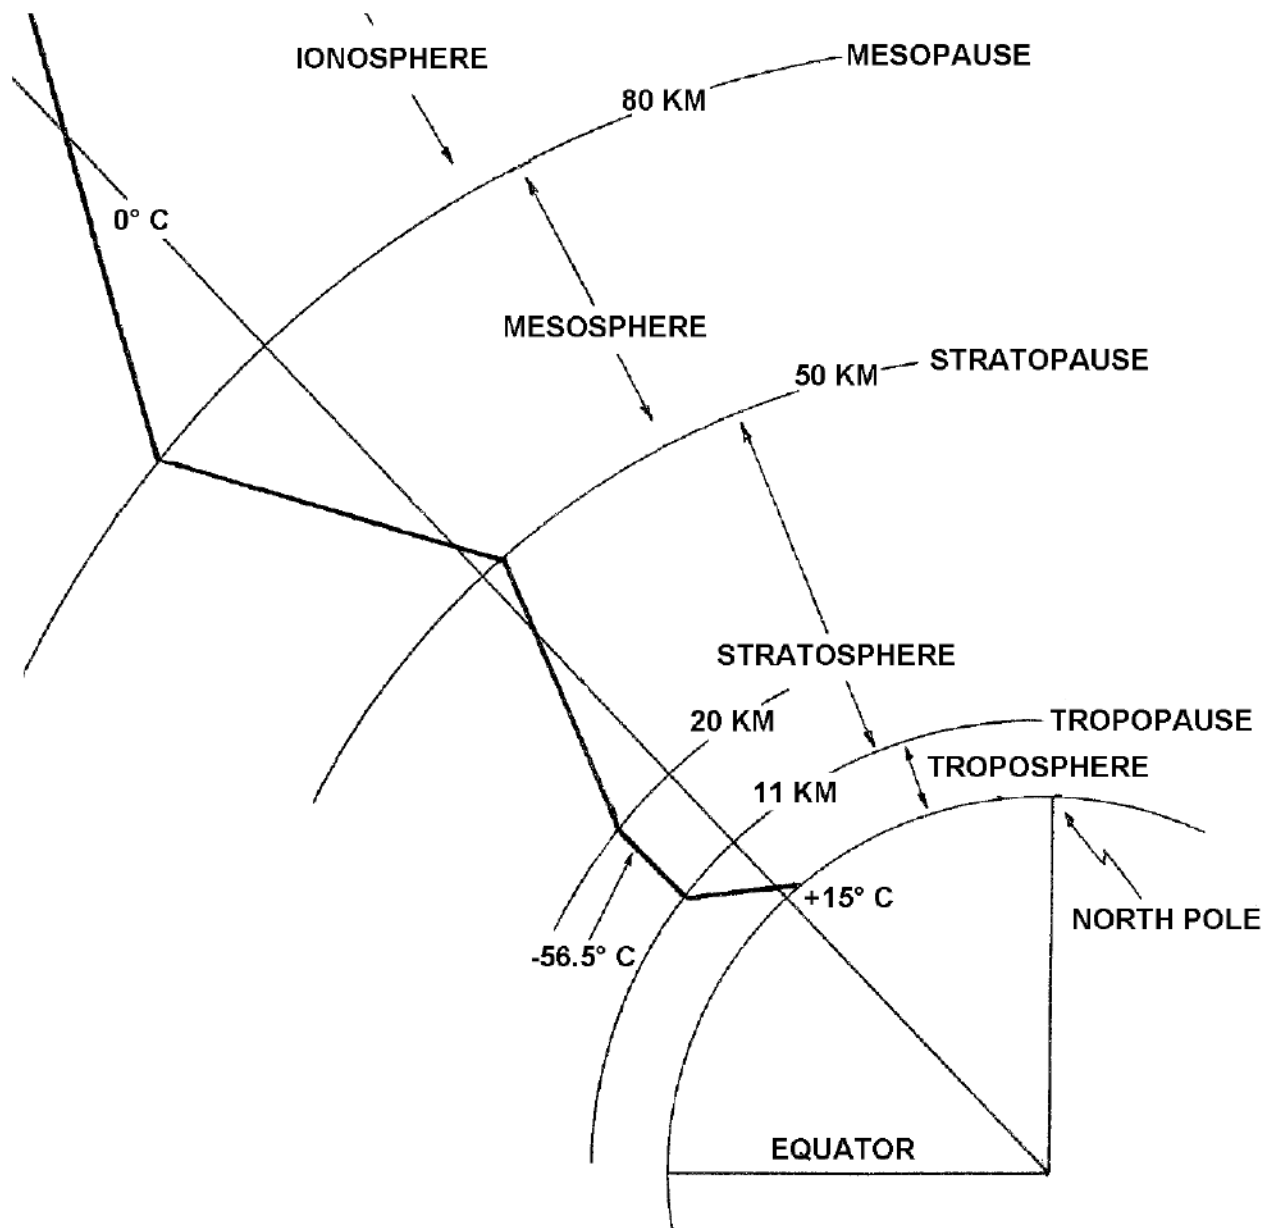 IONOSPHERE
MESOPAUSE
80 KM
0° C
MESOSPHERE
STRATOPAUSE
50 KM
STRATOSPHERE
20 KM
TROPOPAUSE
TROPOSPHERE
11 KM
+15° C
NORTH POLE
-56.5° C
EQUATOR